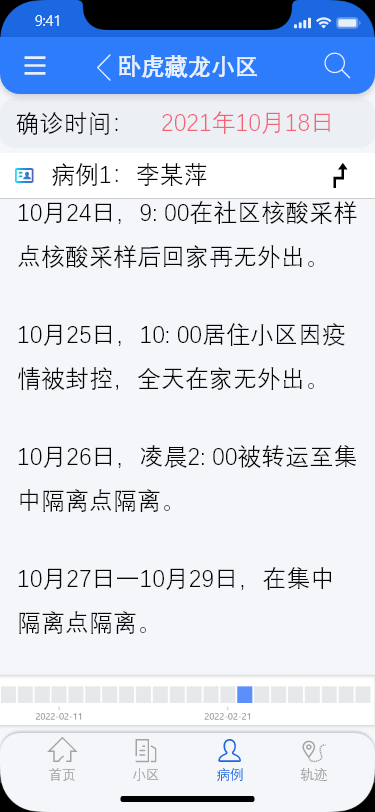 9:41
卧虎藏龙小区
确诊时间： 2021年10月18日
病例1：李某萍
10月24日，9: 00在社区核酸采样
点核酸采样后回家再无外出。
10月25日，10: 00居住小区因疫
情被封控，全天在家无外出。
10月26日，凌晨2: 00被转运至集
中隔离点隔离。
10月27日一10月29日，在集中
隔离点隔离。
2022-02-11 2022-02-21
首页 小区 病例 轨迹